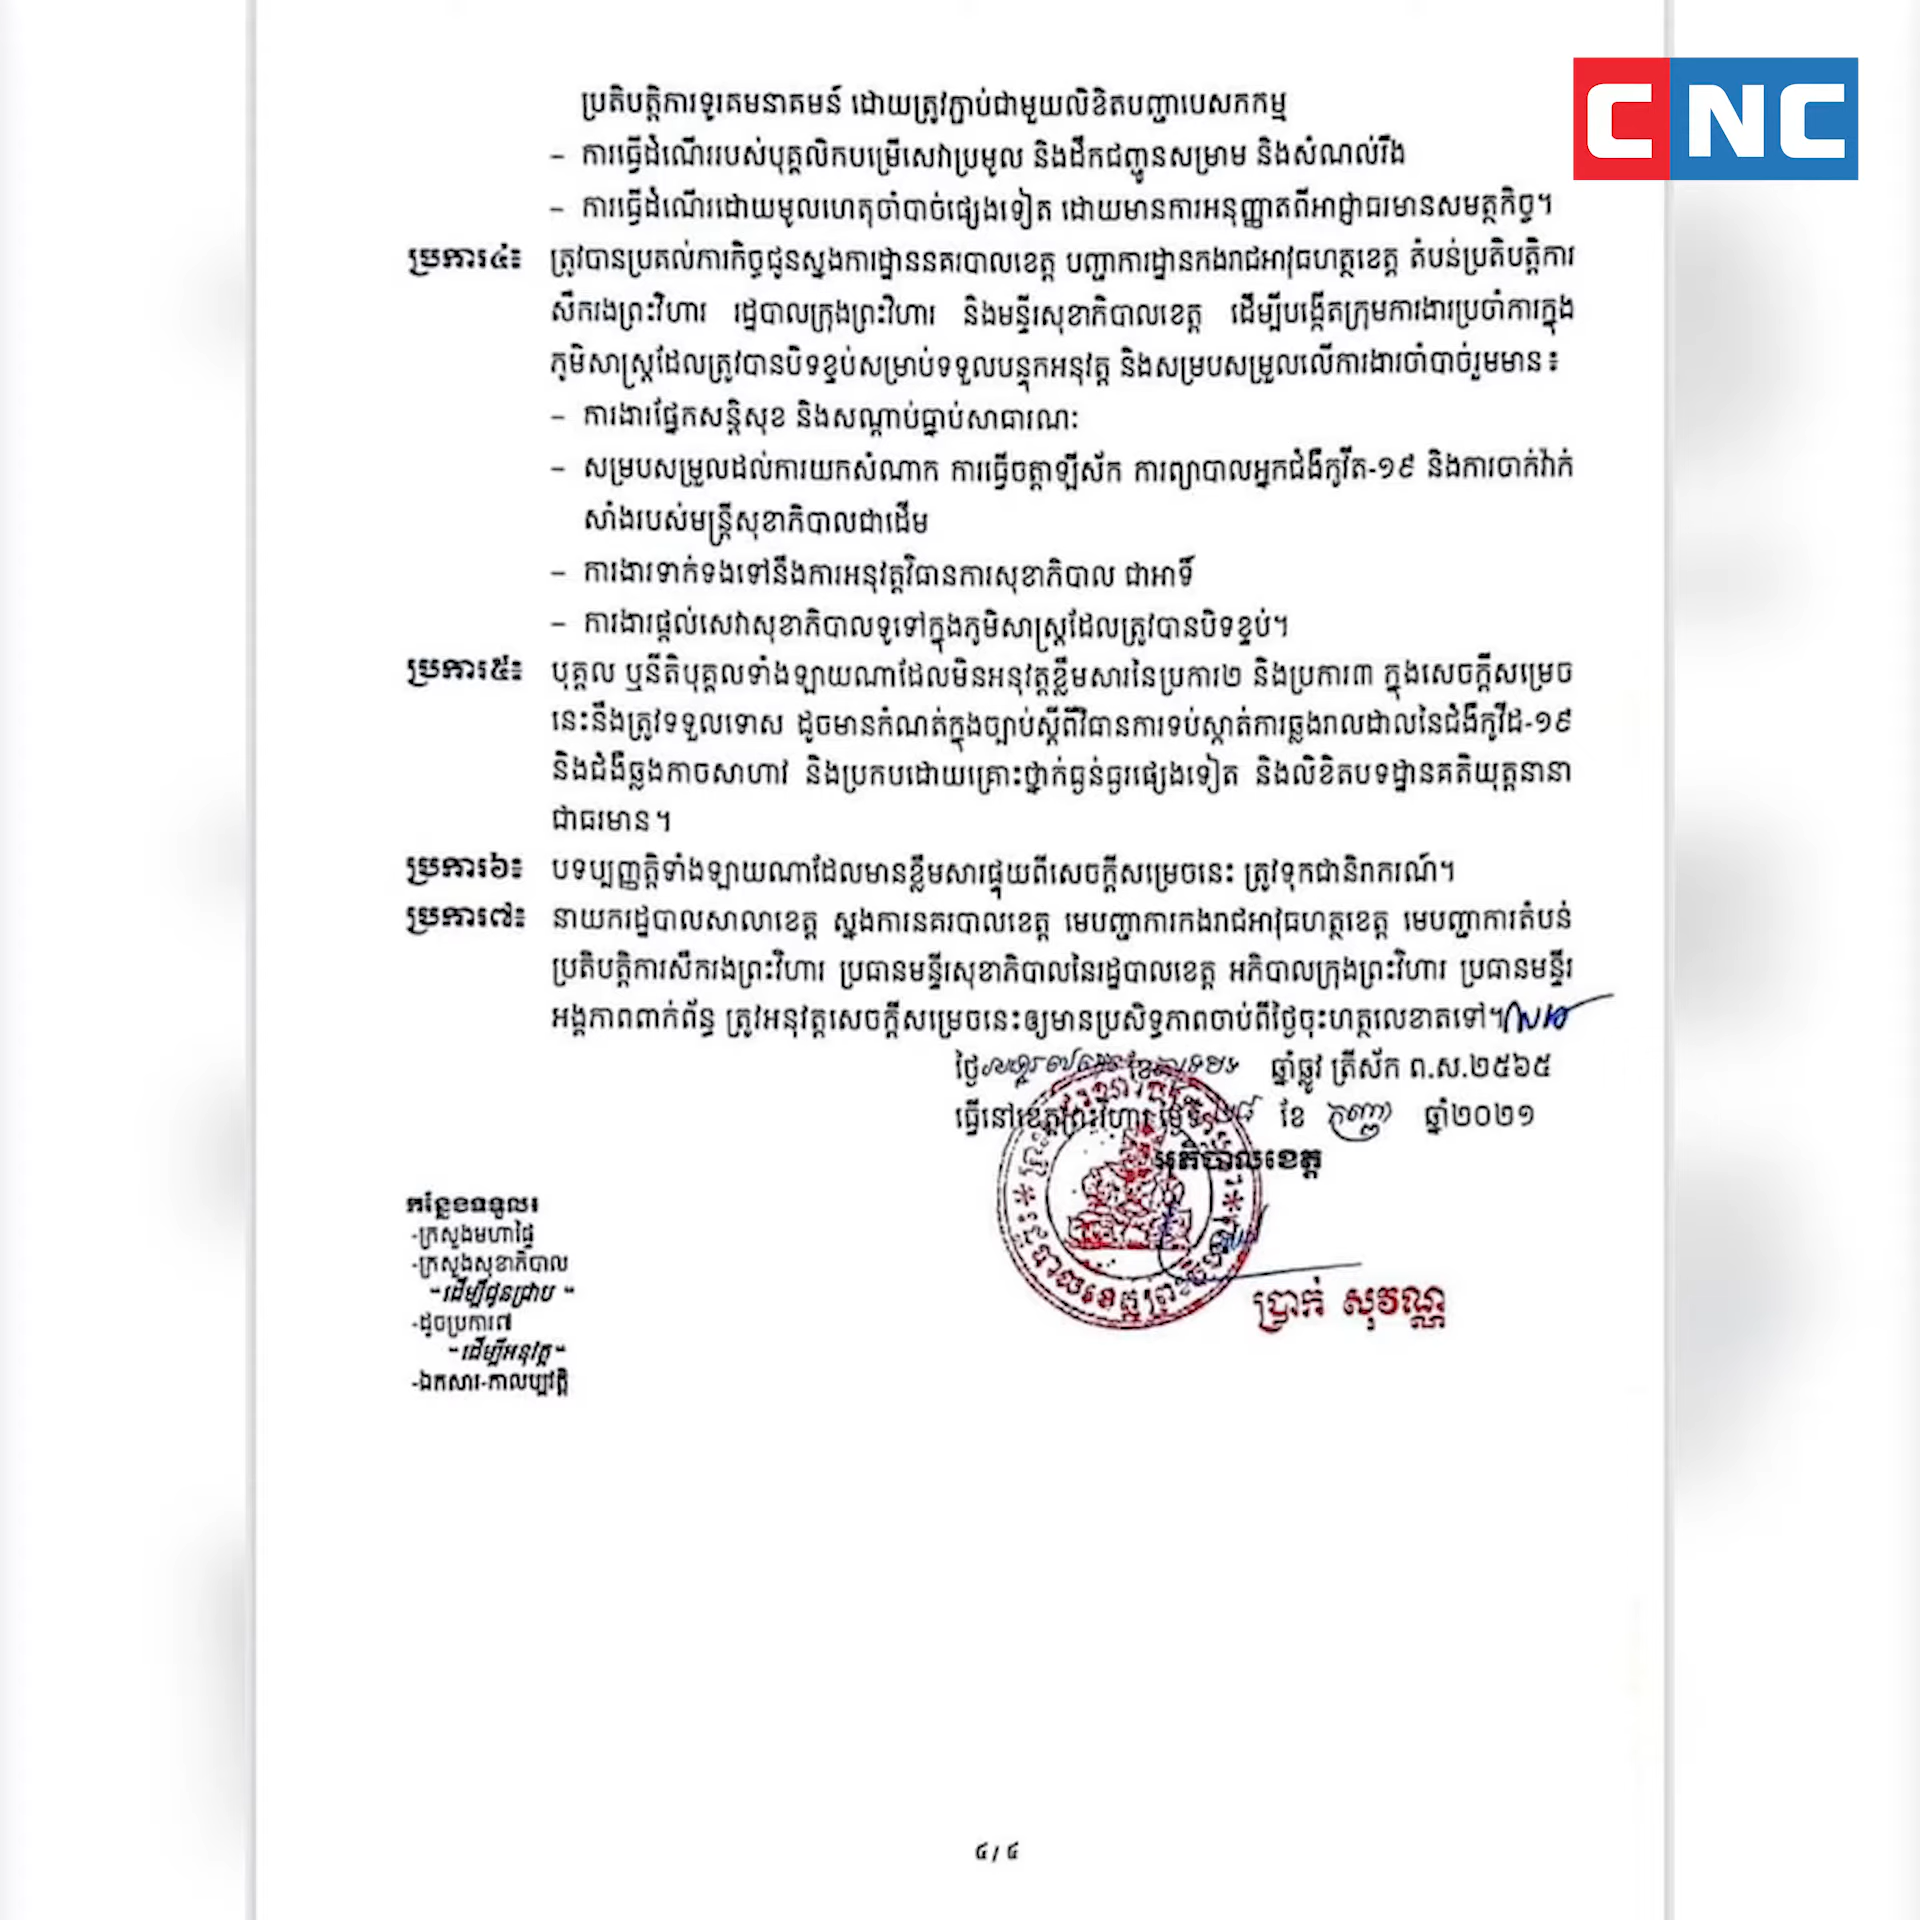 CNC
ប្រតិបត្តិការទូរគមនាគមន៍ ដោយត្រូវភ្ជាប់ជាមួយលិខិតបញ្ជាបេសកកម្ម
– ការធ្វើដំណើររបស់បុគ្គលិកបម្រើសេវាប្រមូល និងដឹកជញ្ជូនសម្រាម និងសំណល់រឹង
– ការធ្វើដំណើរដោយមូលហេតុចាំបាច់ផ្សេងទៀត ដោយមានការអនុញ្ញាតពីអាជ្ញាធរមានសមត្ថកិច្ច។
ប្រការ៤៖ ត្រូវបានប្រគល់ភារកិច្ចជូនស្នងការដ្ឋាននគរបាលខេត្ត បញ្ជាការដ្ឋានកងរាជអាវុធហត្ថខេត្ត តំបន់ប្រតិបត្តិការ
សឹករងព្រះវិហារ រដ្ឋបាលក្រុងព្រះវិហារ និងមន្ទីរសុខាភិបាលខេត្ត ដើម្បីបង្កើតក្រុមការងារប្រចាំការក្នុង
ភូមិសាស្ត្រដែលត្រូវបានបិទខ្ទប់សម្រាប់ទទួលបន្ទុកអនុវត្ត និងសម្របសម្រួលលើការងារចាំបាច់រួមមាន៖
– ការងារផ្នែកសន្តិសុខ និងសណ្តាប់ធ្នាប់សាធារណៈ
– សម្របសម្រួលដល់ការយកសំណាក ការធ្វើចត្តាឡីស័ក ការព្យាបាលអ្នកជំងឺកូវីត-១៩ និងការចាក់វ៉ាក់
សាំងរបស់មន្ត្រីសុខាភិបាលជាដើម
– ការងារទាក់ទងទៅនឹងការអនុវត្តវិធានការសុខាភិបាល ជាអាទិ៍
– ការងារផ្តល់សេវាសុខាភិបាលទូទៅក្នុងភូមិសាស្ត្រដែលត្រូវបានបិទខ្ទប់។
ប្រការ៥៖ បុគ្គល ឬនីតិបុគ្គលទាំងឡាយណាដែលមិនអនុវត្តខ្លឹមសារនៃប្រការ២ និងប្រការ៣ ក្នុងសេចក្តីសម្រេច
នេះនឹងត្រូវទទួលទោស ដូចមានកំណត់ក្នុងច្បាប់ស្តីពីវិធានការទប់ស្កាត់ការឆ្លងរាលដាលនៃជំងឺកូវីដ-១៩
និងជំងឺឆ្លងកាចសាហាវ និងប្រកបដោយគ្រោះថ្នាក់ធ្ងន់ធ្ងរផ្សេងទៀត និងលិខិតបទដ្ឋានគតិយុត្តនានា
ជាធរមាន។
ប្រការ៦៖ បទប្បញ្ញត្តិទាំងឡាយណាដែលមានខ្លឹមសារផ្ទុយពីសេចក្តីសម្រេចនេះ ត្រូវទុកជានិរាករណ៍។
ប្រការ៧៖ នាយករដ្ឋបាលសាលាខេត្ត ស្នងការនគរបាលខេត្ត មេបញ្ជាការកងរាជអាវុធហត្ថខេត្ត មេបញ្ជាការតំបន់
ប្រតិបត្តិការសឹករងព្រះវិហារ ប្រធានមន្ទីរសុខាភិបាលនៃរដ្ឋបាលខេត្ត អភិបាលក្រុងព្រះវិហារ ប្រធានមន្ទីរ
អង្គភាពពាក់ព័ន្ធ ត្រូវអនុវត្តសេចក្តីសម្រេចនេះឲ្យមានប្រសិទ្ធភាពចាប់ពីថ្ងៃចុះហត្ថលេខាតទៅ។
ថ្ងៃ ខែ ឆ្នាំឆ្លូវ ត្រីស័ក ព.ស.២៥៦៥
ធ្វើនៅខេត្តព្រះវិហារ ថ្ងៃទី ២៨ ខែ កញ្ញា ឆ្នាំ២០២១
អភិបាលខេត្ត
ប្រាក់ សុវណ្ណ
កន្លែងទទួល៖
-ក្រសួងមហាផ្ទៃ
-ក្រសួងសុខាភិបាល
"ដើម្បីជូនជ្រាប"
-ដូចប្រការ៧
"ដើម្បីអនុវត្ត"
-ឯកសារ-កាលប្បវត្តិ
៤/៤